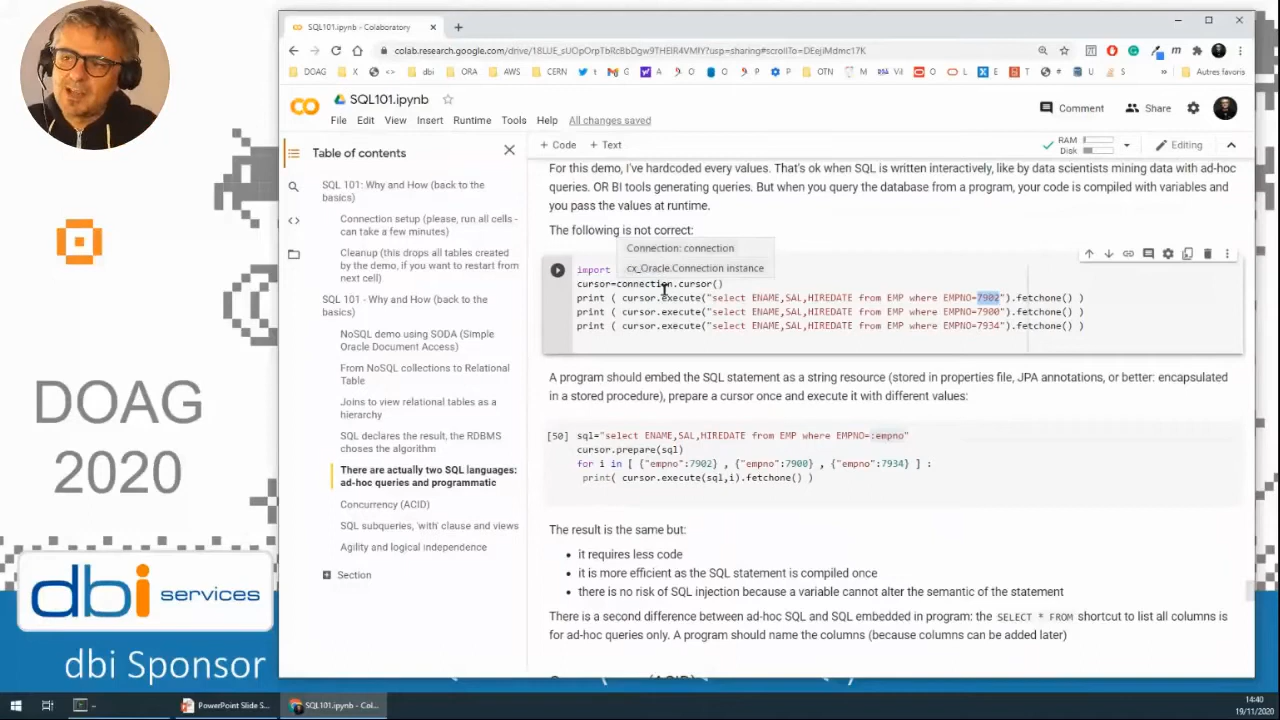 SQL101.ipynb - Colaboratory
colab.research.google.com/drive/18LUE_sUOpOrpTbRcBbDgw9THElR4VMIY?usp=sharing#scrollTo=DEejiMdmc17K
DOAG
X
dbi
ORA
AWS
CERN
t
M
G
A
O
O
P
P
OTN
M
Vil
O
L
E
T
#
U
S
»
Autres favoris
SQL101.ipynb
Comment
Share
File Edit View Insert Runtime Tools Help All changes saved
Table of contents
+ Code + Text
RAM
Disk
Editing
SQL 101: Why and How (back to the
basics)
Connection setup (please, run all cells -
can take a few minutes)
Cleanup (this drops all tables created
by the demo, if you want to restart from
next cell)
SQL 101 - Why and How (back to the
basics)
NoSQL demo using SODA (Simple
Oracle Document Access)
From NoSQL collections to Relational
Table
Joins to view relational tables as a
hierarchy
SQL declares the result, the RDBMS
choses the algorithm
There are actually two SQL languages:
ad-hoc queries and programmatic
Concurrency (ACID)
SQL subqueries, 'with' clause and views
Agility and logical independence
Section
For this demo, I've hardcoded every values. That's ok when SQL is written interactively, like by data scientists mining data with ad-hoc
queries. OR BI tools generating queries. But when you query the database from a program, your code is compiled with variables and
you pass the values at runtime.
The following is not correct:
Connection: connection
cx_Oracle.Connection instance
import
cursor=connection.cursor()
print ( cursor.execute("select ENAME,SAL,HIREDATE from EMP where EMPNO=7902").fetchone() )
print ( cursor.execute("select ENAME,SAL,HIREDATE from EMP where EMPNO=7900").fetchone() )
print ( cursor.execute("select ENAME,SAL,HIREDATE from EMP where EMPNO=7934").fetchone() )
A program should embed the SQL statement as a string resource (stored in properties file, JPA annotations, or better: encapsulated
in a stored procedure), prepare a cursor once and execute it with different values:
[50] sql="select ENAME,SAL,HIREDATE from EMP where EMPNO=:empno"
cursor.prepare(sql)
for i in [ {"empno":7902} , {"empno":7900} , {"empno":7934} ] :
print( cursor.execute(sql,i).fetchone() )
The result is the same but:
• it requires less code
• it is more efficient as the SQL statement is compiled once
• there is no risk of SQL injection because a variable cannot alter the semantic of the statement
There is a second difference between ad-hoc SQL and SQL embedded in program: the SELECT * FROM shortcut to list all columns is
for ad-hoc queries only. A program should name the columns (because columns can be added later)
DOAG
2020
dbi services
dbi Sponsor
PowerPoint Slide S...
SQL101.ipynb - Col...
14:40
19/11/2020